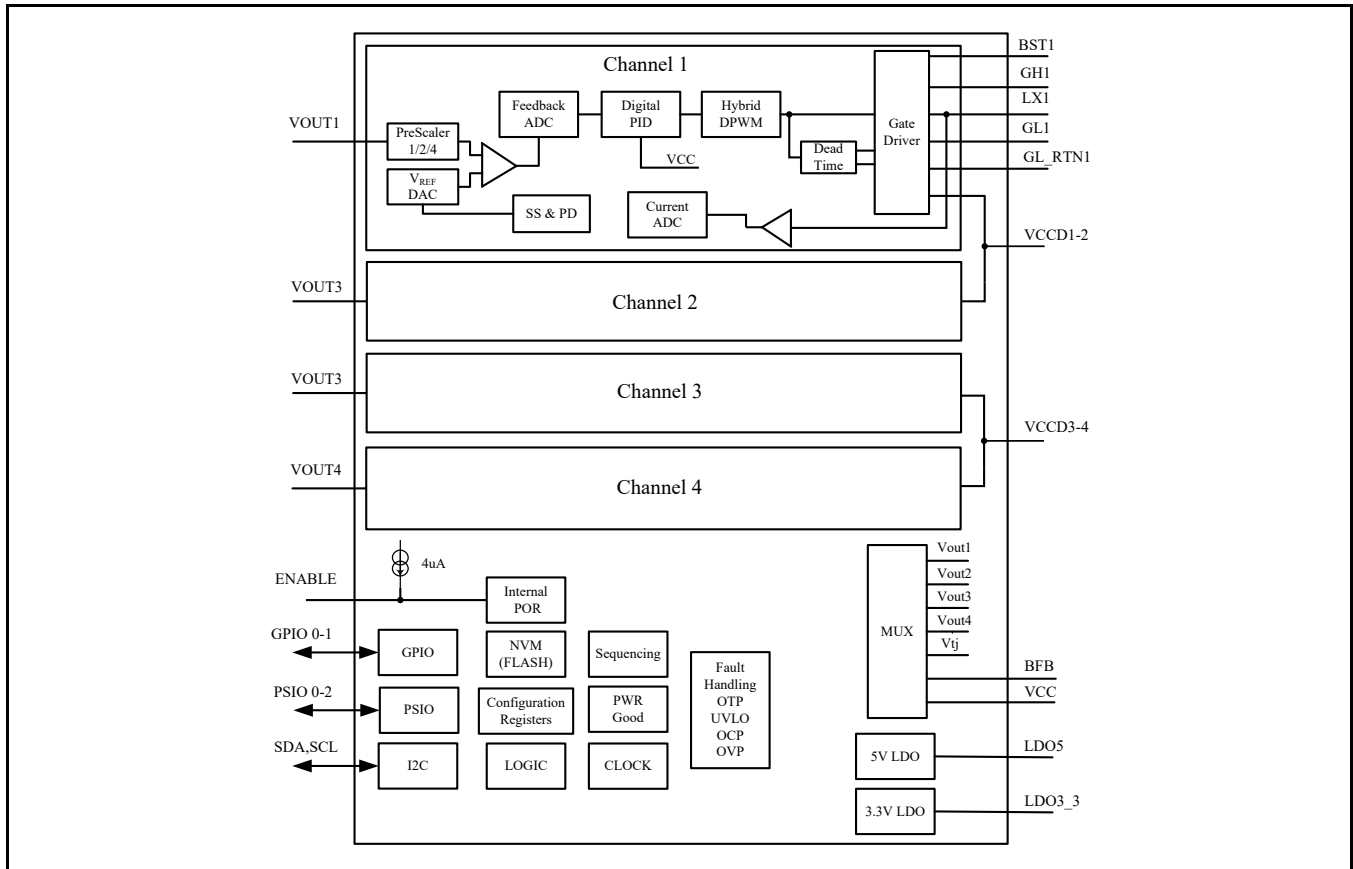 Channel 1
BST1
GH1
LX1
GL1
GL_RTN1
VOUT1
PreScaler
1/2/4
VREF
DAC
Feedback
ADC
Digital
PID
Hybrid
DPWM
VCC
Dead
Time
Gate
Driver
SS & PD
Current
ADC
VCCD1-2
VOUT3
Channel 2
VOUT3
Channel 3
VCCD3-4
VOUT4
Channel 4
4uA
ENABLE
Internal
POR
GPIO 0-1
GPIO
NVM
(FLASH)
Sequencing
PSIO 0-2
PSIO
Configuration
Registers
PWR
Good
SDA,SCL
I2C
LOGIC
CLOCK
Fault
Handling
OTP
UVLO
OCP
OVP
MUX
Vout1
Vout2
Vout3
Vout4
Vtj
BFB
VCC
5V LDO
LDO5
3.3V LDO
LDO3_3